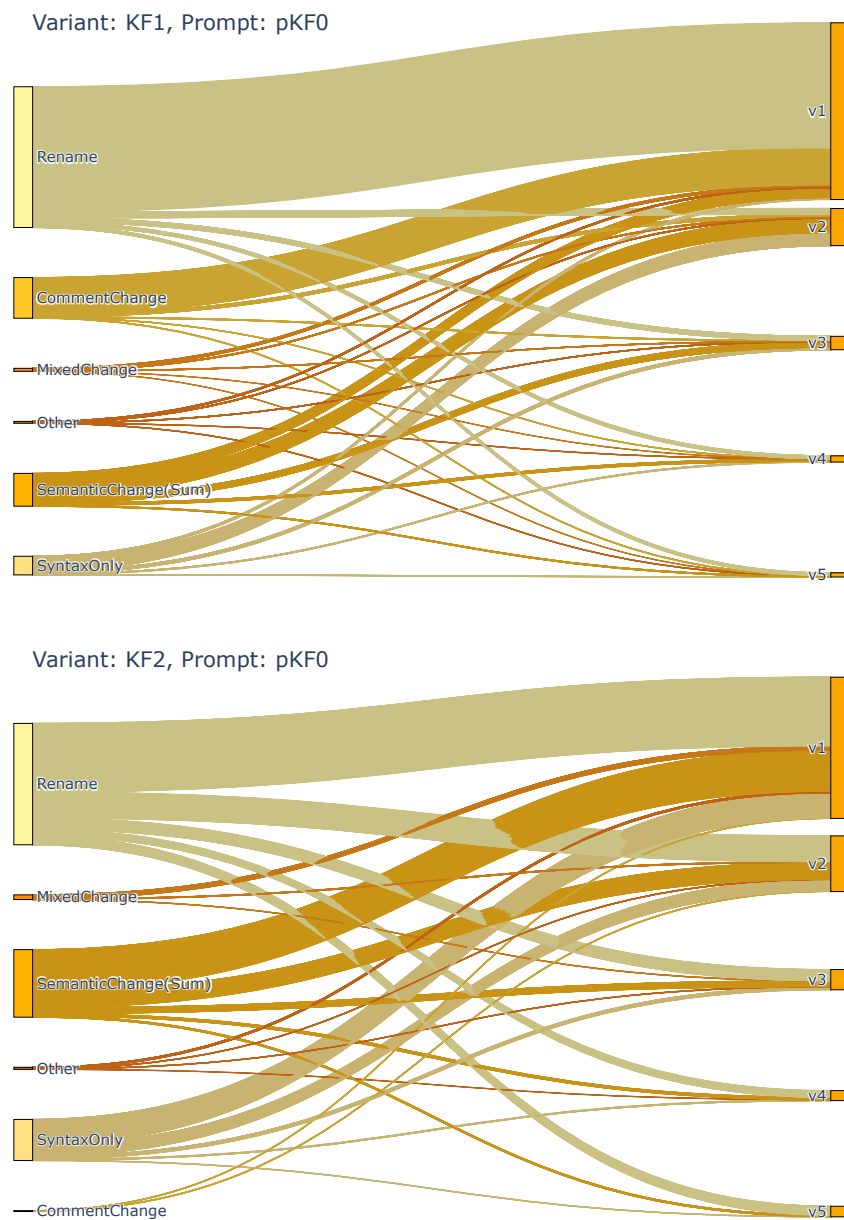 Variant: KF1, Prompt: pKF0
v1
Rename
v2
CommentChange
v3
MixedChange
Other
v4
SemanticChange(Sum)
SyntaxOnly
v5
Variant: KF2, Prompt: pKF0
v1
Rename
v2
MixedChange
v3
SemanticChange(Sum)
Other
v4
SyntaxOnly
CommentChange
v5